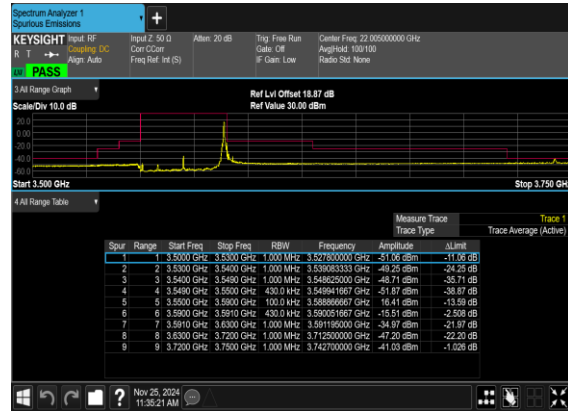 Spectrum Analyzer 1
Spurious Emissions
+
KEYSIGHT Input: RF Input Z: 50 Ω Atten: 20 dB Trig: Free Run Center Freq: 22.005000000 GHz
R T Coupling: DC Corr CCorr Gate: Off Avg|Hold: 100/100
Align: Auto Freq Ref: Int (S) IF Gain: Low Radio Std: None
PASS
3 All Range Graph
Ref Lvl Offset 18.87 dB
Scale/Div 10.0 dB Ref Value 30.00 dBm
20.0
0.00
-20.0
-40.0
-60.0
Start 3.500 GHz Stop 3.750 GH
4 All Range Table
Measure Trace Trace 1
Trace Type Trace Average (Active)
Spur Range Start Freq Stop Freq RBW Frequency Amplitude ΔLimit
1 1 3.5000 GHz 3.5300 GHz 1.000 MHz 3.527800000 GHz -51.06 dBm -11.06 dB
2 2 3.5300 GHz 3.5400 GHz 1.000 MHz 3.539083333 GHz -49.25 dBm -24.25 dB
3 3 3.5400 GHz 3.5490 GHz 1.000 MHz 3.548625000 GHz -48.71 dBm -35.71 dB
4 4 3.5490 GHz 3.5500 GHz 430.0 kHz 3.549941667 GHz -51.87 dBm -38.87 dB
5 5 3.5500 GHz 3.5900 GHz 100.0 kHz 3.588866667 GHz 16.41 dBm -13.59 dB
6 6 3.5900 GHz 3.5910 GHz 430.0 kHz 3.590051667 GHz -15.51 dBm -2.508 dB
7 7 3.5910 GHz 3.6300 GHz 1.000 MHz 3.591195000 GHz -34.97 dBm -21.97 dB
8 8 3.6300 GHz 3.7200 GHz 1.000 MHz 3.712500000 GHz -47.20 dBm -22.20 dB
9 9 3.7200 GHz 3.7500 GHz 1.000 MHz 3.742700000 GHz -41.03 dBm -1.026 dB
? Nov 25, 2024
11:35:21 AM